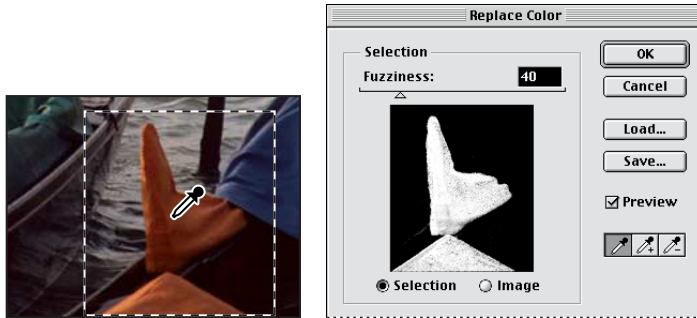 Replace Color
Selection
Fuzziness: 40
OK
Cancel
Load...
Save...
Preview
Selection Image